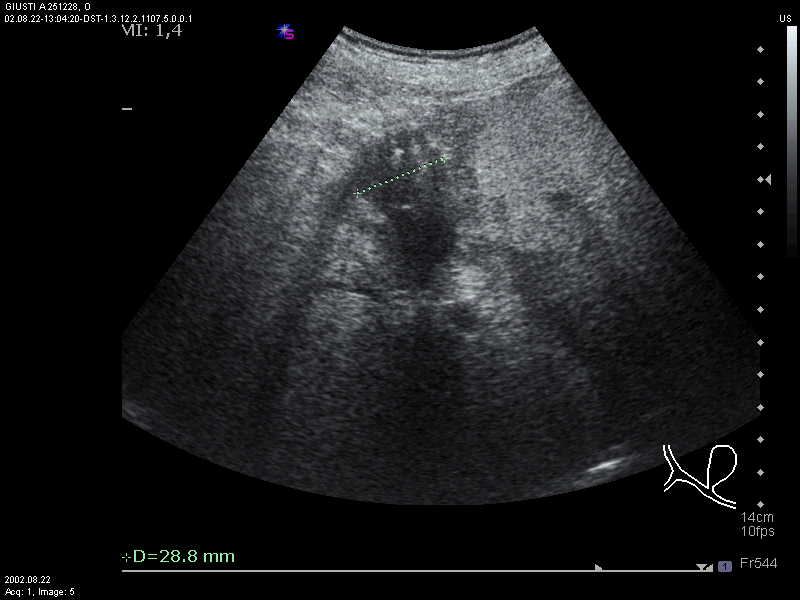 GIUSTI A 251228, O
02.08.22-13:04:20-DST-1.3.12.2.1107.5.0.0.1
US
MI: 1,4
S
14cm
10fps
D=28.8 mm
1
Fr544
2002.08.22
Acq: 1, Image: 5